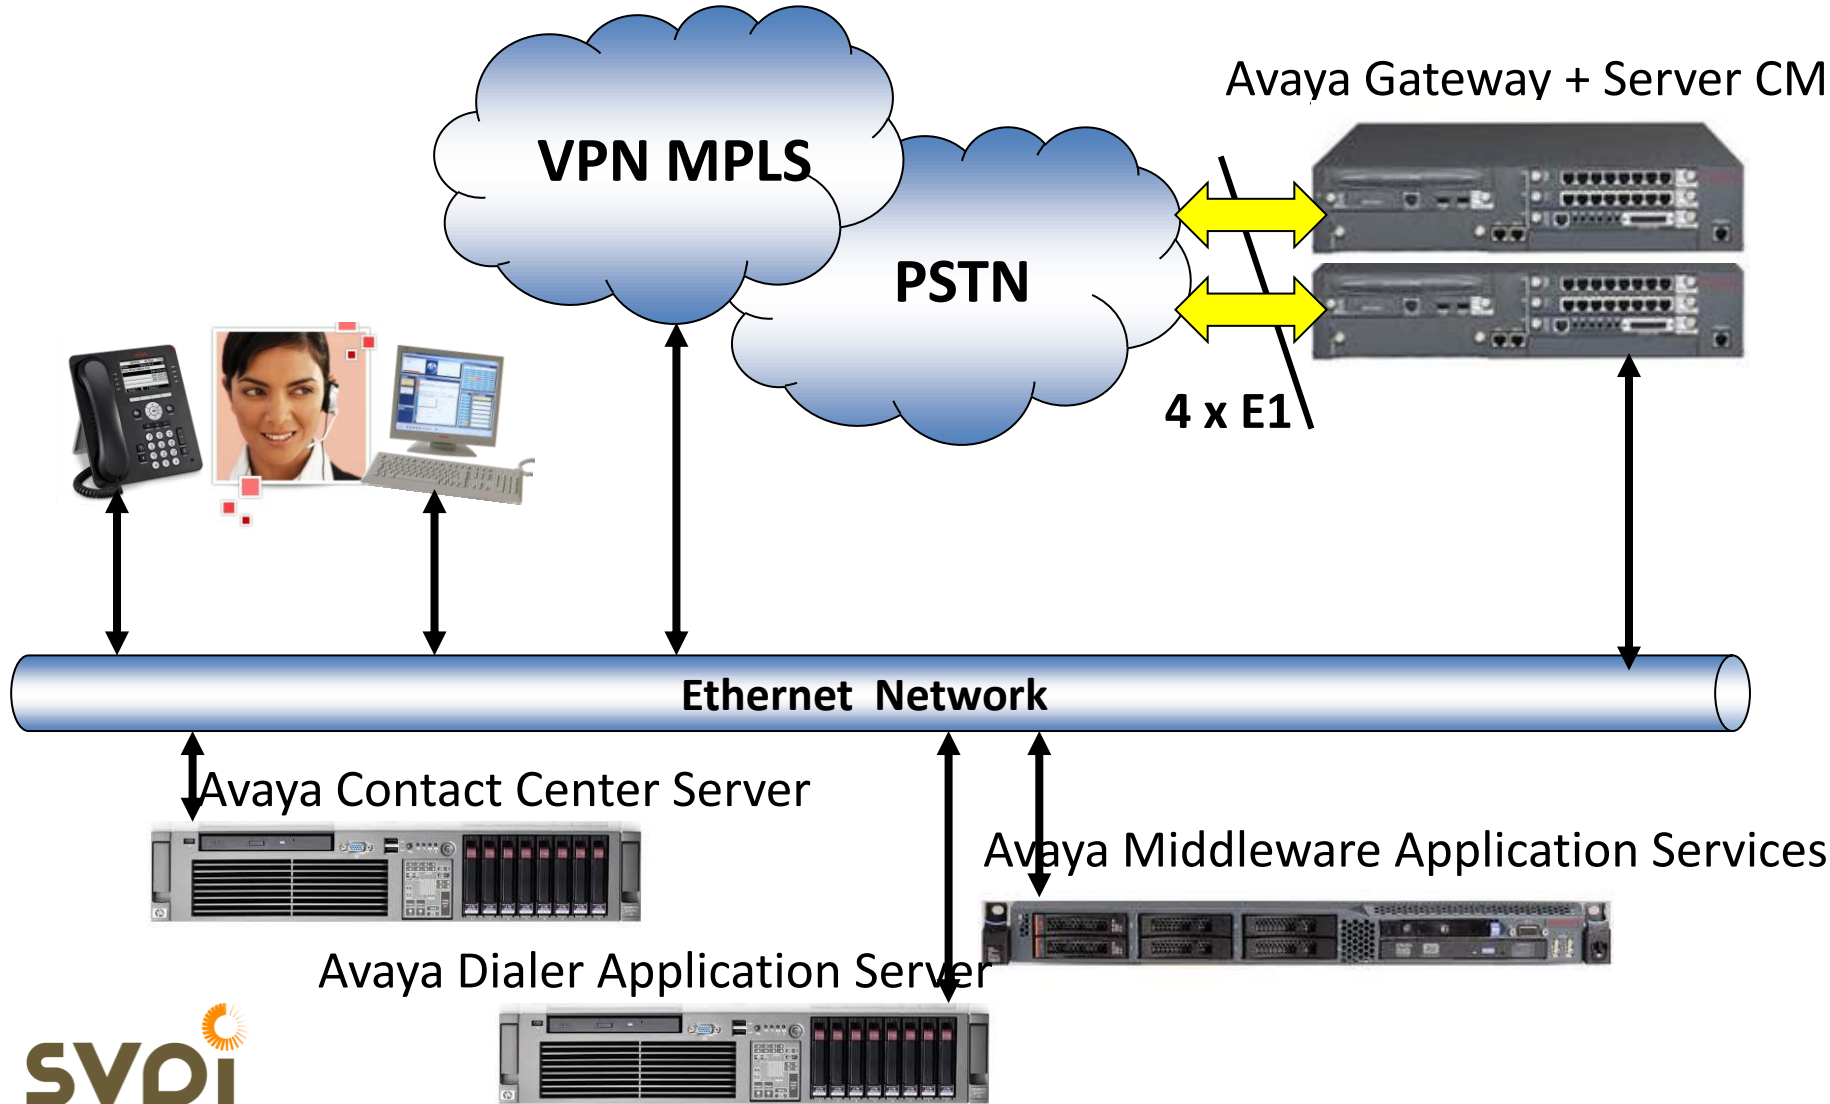 Avaya Gateway + Server CM
VPN MPLS
PSTN
4 x E1
Ethernet Network
Avaya Contact Center Server
Avaya Middleware Application Services
Avaya Dialer Application Server
SVDi